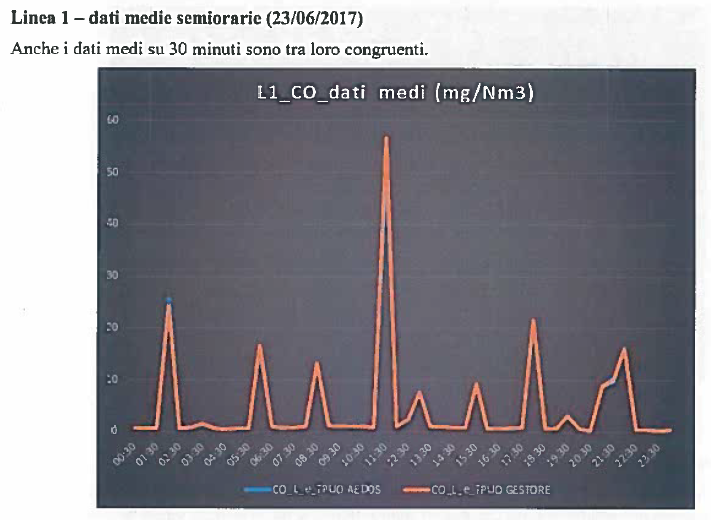 Linea 1 – dati medie semiorarie (23/06/2017)
Anche i dati medi su 30 minuti sono tra loro congruenti.
L1_CO_dati medi (mg/Nm3)
60
50
40
30
20
10
0
00:30 01:30 02:30 03:30 04:30 05:30 06:30 07:30 08:30 09:30 10:30 11:30 12:30 13:30 14:30 15:30 16:30 17:30 18:30 19:30 20:30 21:30 22:30 23:30
AEDOS GESTORE